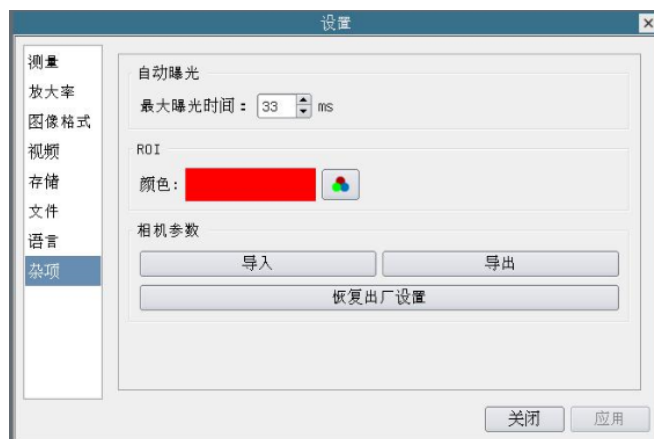 设置
测量
放大率
图像格式
视频
存储
文件
语言
杂项
自动曝光
最大曝光时间： 33 ms
ROI
颜色：
相机参数
导入 导出
恢复出厂设置
关闭 应用